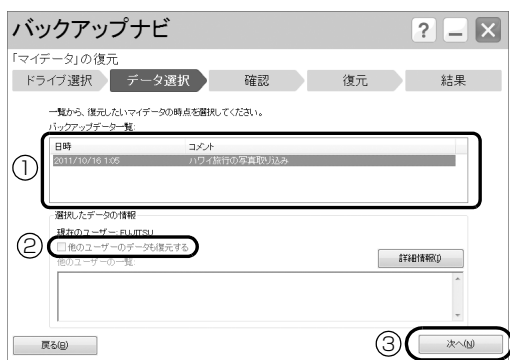 バックアップナビ
? − ×
「マイデータ」の復元
ドライブ選択 データ選択 確認 復元 結果
一覧から、復元したいマイデータの時点を選択してください。
バックアップデータ一覧:
① 日時 コメント
2011/10/16 1:05 ハワイ旅行の写真取り込み
選択したデータの情報
現在のユーザー: FUJITSU
② 他のユーザーのデータも復元する
他のユーザーの一覧:
詳細情報(I)
戻る(B) ③ 次へ(N)